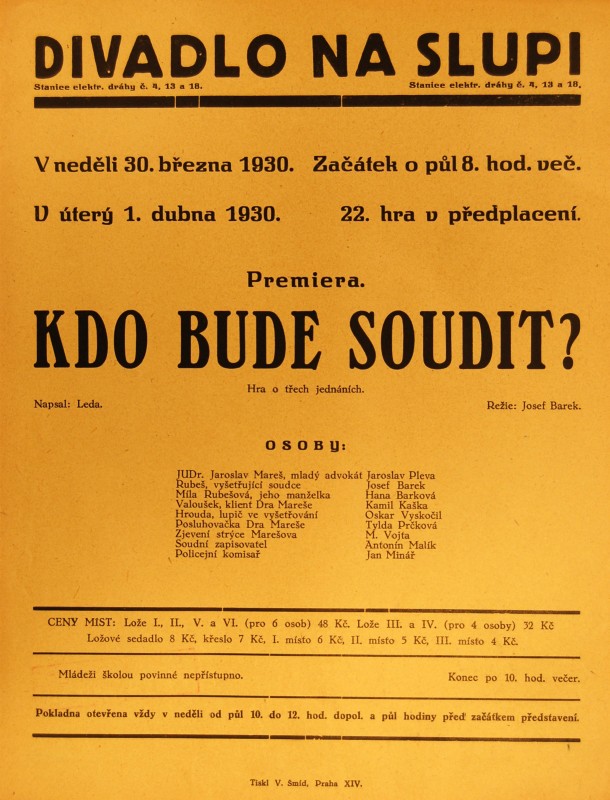 DIVADLO NA SLUPI
Stanice elektr. dráhy č. 4, 13 a 18. Stanice elektr. dráhy č. 4, 13 a 18.
V neděli 30. března 1930. Začátek o půl 8. hod. več.
V úterý 1. dubna 1930. 22. hra v předplacení.
Premiera.
KDO BUDE SOUDIT?
Hra o třech jednáních.
Napsal: Leda. Režie: Josef Barek.
OSOBY:
JUDr. Jaroslav Mareš, mladý advokát Jaroslav Pleva
Rubeš, vyšetřující soudce Josef Barek
Míla Rubešová, jeho manželka Hana Barková
Valoušek, klient Dra Mareše Kamil Kaška
Hrouda, lupič ve vyšetřování Oskar Vyskočil
Posluhovačka Dra Mareše Tylda Prčková
Zjevení strýce Marešova M. Vojta
Soudní zapisovatel Antonín Malík
Policejní komisař Jan Minář
CENY MIST: Lože I., II., V. a VI. (pro 6 osob) 48 Kč. Lože III. a IV. (pro 4 osoby) 32 Kč
Ložové sedadlo 8 Kč, křeslo 7 Kč, I. místo 6 Kč, II. místo 5 Kč, III. místo 4 Kč.
Mládeži školou povinné nepřístupno. Konec po 10. hod. večer.
Pokladna otevřena vždy v neděli od půl 10. do 12. hod. dopol. a půl hodiny před začátkem představení.
Tiskl V. Šmíd, Praha XIV.